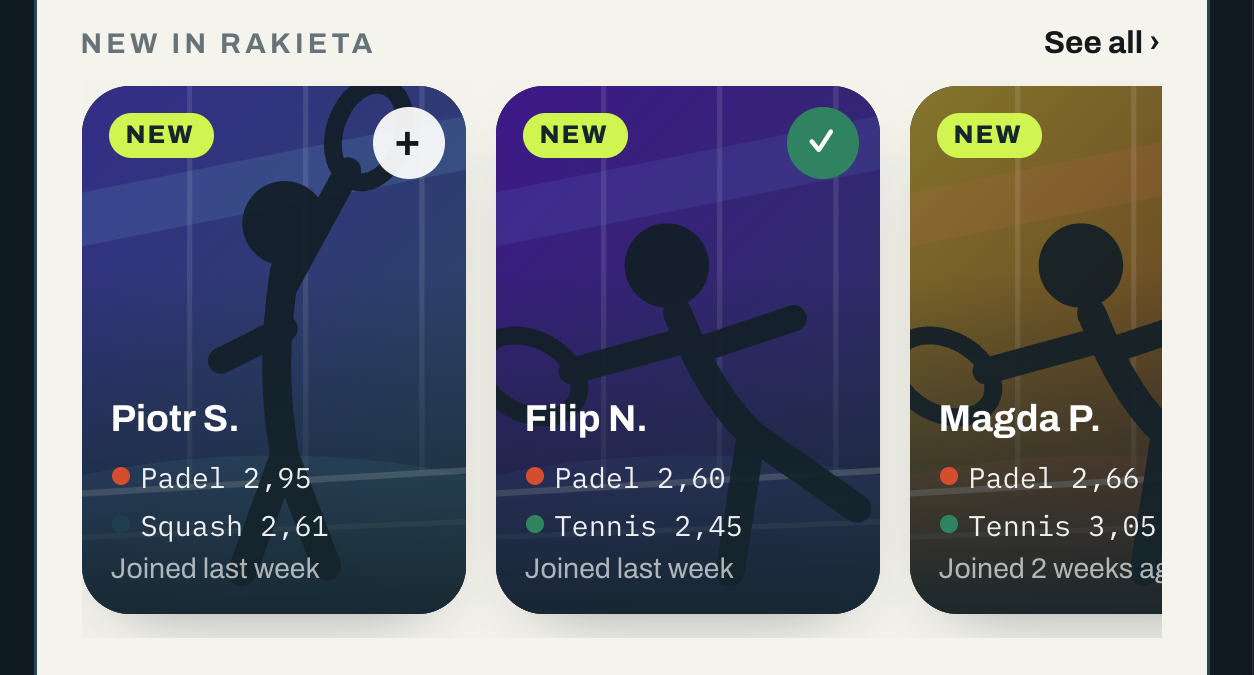 NEW IN RAKIETA
See all ›
NEW
+
Piotr S.
Padel 2,95
Squash 2,61
Joined last week
NEW
Filip N.
Padel 2,60
Tennis 2,45
Joined last week
NEW
Magda P.
Padel 2,66
Tennis 3,05
Joined 2 weeks